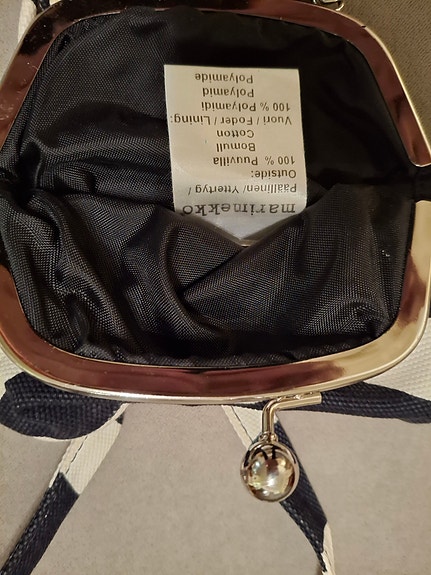 marimekko
Päällinen/ Yttertyg /
Outside:
100 % Puuvilla
Bomull
Cotton
Vuori / Foder / Lining:
100 % Polyamidi
Polyamid
Polyamide